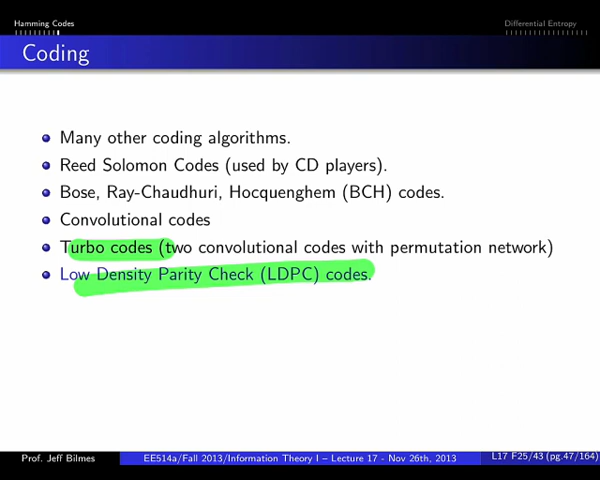 Hamming Codes Differential Entropy
Coding
Many other coding algorithms.
Reed Solomon Codes (used by CD players).
Bose, Ray-Chaudhuri, Hocquenghem (BCH) codes.
Convolutional codes
Turbo codes (two convolutional codes with permutation network)
Low Density Parity Check (LDPC) codes.
Prof. Jeff Bilmes EE514a/Fall 2013/Information Theory I – Lecture 17 - Nov 26th, 2013 L17 F25/43 (pg.47/164)